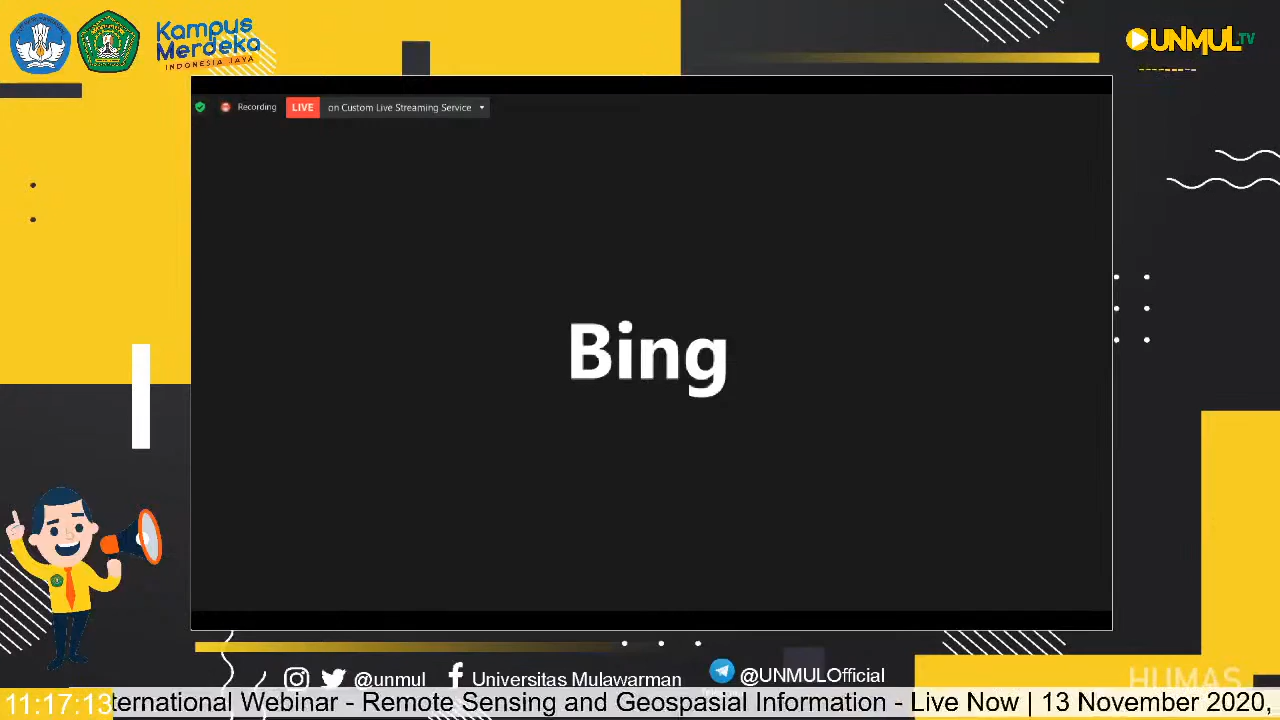 Kampus
Merdeka
INDONESIA JAYA
UNMUL.TV
Recording
LIVE
on Custom Live Streaming Service
Bing
@unmul
Universitas Mulawarman
@UNMULOfficial
HUMAS
11:17:13
ternational Webinar - Remote Sensing and Geospasial Information - Live Now | 13 November 2020,